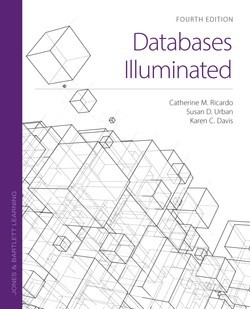 FOURTH EDITION
Databases
Illuminated
Catherine M. Ricardo
Susan D. Urban
Karen C. Davis
JONES & BARTLETT LEARNING